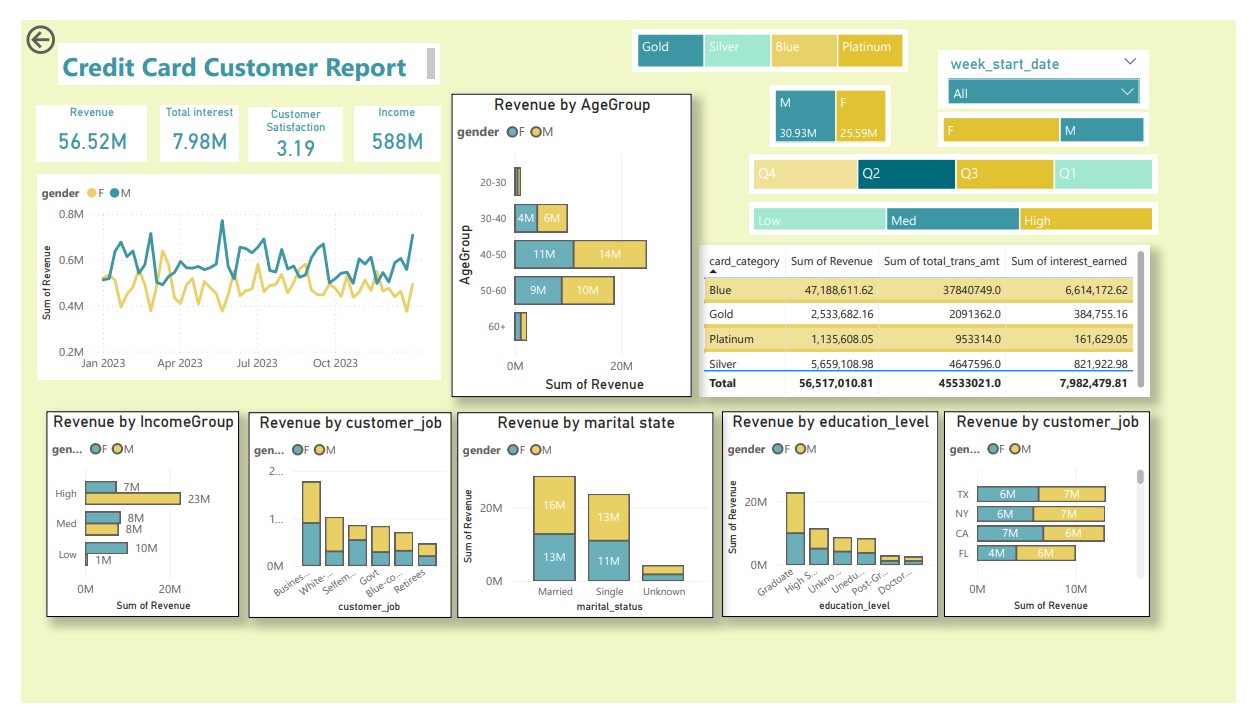 Credit Card Customer Report
Revenue
56.52M
Total interest
7.98M
Customer
Satisfaction
3.19
Income
588M
Gold Silver Blue Platinum
week_start_date
All
M F
30.93M 25.59M
F M
Q4 Q2 Q3 Q1
Low Med High
gender F M
0.8M
0.6M
0.4M
0.2M
Sum of Revenue
Jan 2023 Apr 2023 Jul 2023 Oct 2023
Revenue by AgeGroup
gender F M
AgeGroup
20-30
30-40 4M 6M
40-50 11M 14M
50-60 9M 10M
60+
0M 20M
Sum of Revenue
card_category Sum of Revenue Sum of total_trans_amt Sum of interest_earned
Blue 47,188,611.62 37840749.0 6,614,172.62
Gold 2,533,682.16 2091362.0 384,755.16
Platinum 1,135,608.05 953314.0 161,629.05
Silver 5,659,108.98 4647596.0 821,922.98
Total 56,517,010.81 45533021.0 7,982,479.81
Revenue by IncomeGroup
gen... F M
High 7M
23M
Med 8M
8M
Low 10M
1M
0M 20M
Sum of Revenue
Revenue by customer_job
gen... F M
2...
1...
0M
Sum of Revenue
Busines... White-... Selfem... Govt Blue-co... Retirees
customer_job
Revenue by marital state
gender F M
Sum of Revenue
20M
0M
16M 13M
13M 11M
Married Single Unknown
marital_status
Revenue by education_level
gender F M
Sum of Revenue
20M
0M
Graduate High S... Unkno... Unedu... Post-Gr... Doctor...
education_level
Revenue by customer_job
gen... F M
TX 6M 7M
NY 6M 7M
CA 7M 6M
FL 4M 6M
0M 10M
Sum of Revenue